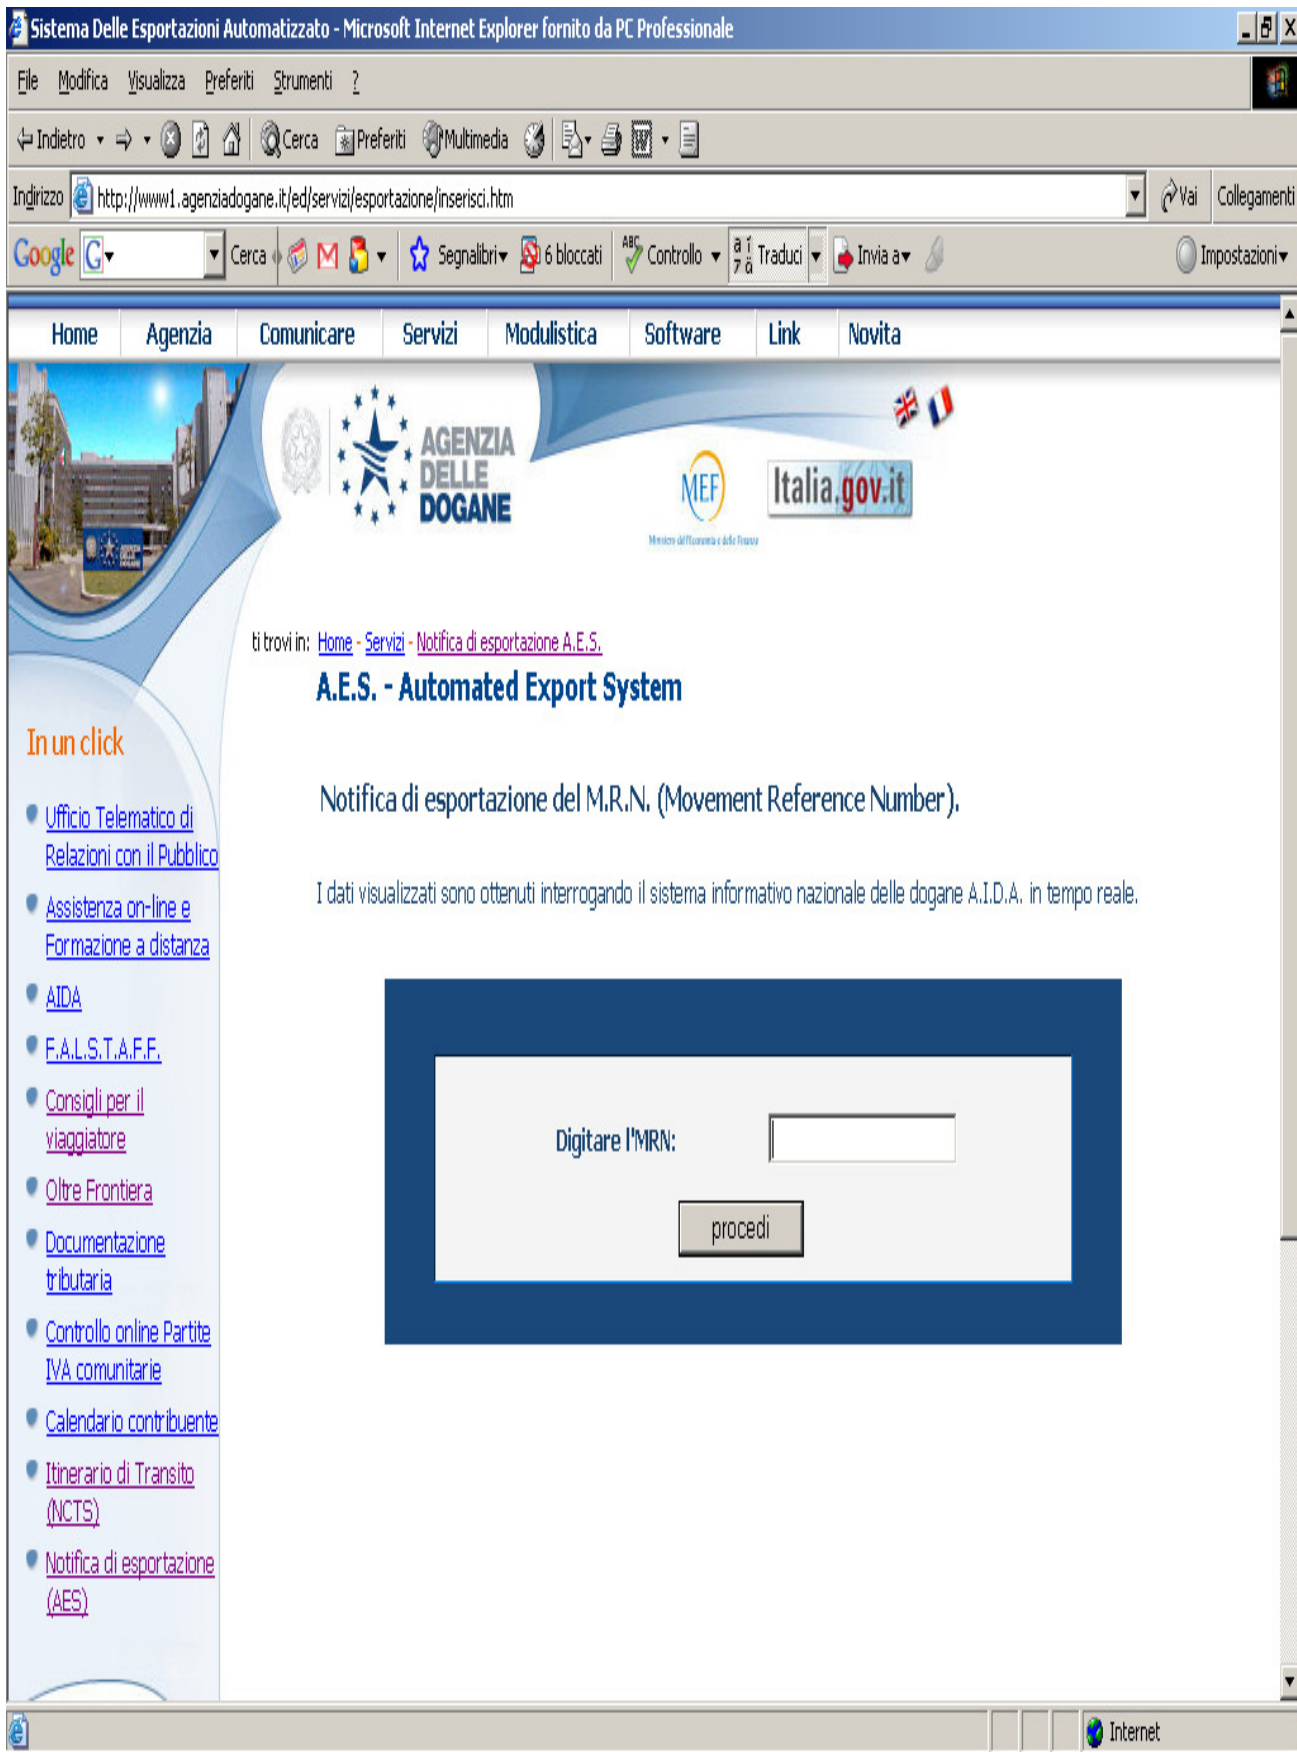 Sistema Delle Esportazioni Automatizzato - Microsoft Internet Explorer fornito da PC Professionale
File Modifica Visualizza Preferiti Strumenti ?
Indietro Cerca Preferiti Multimedia
Indirizzo http://www1.agenziadogane.it/ed/servizi/esportazione/inserisci.htm Vai Collegamenti
Google G Cerca Segnalibri 6 bloccati ABC Controllo Traduci Invia a Impostazioni
Home Agenzia Comunicare Servizi Modulistica Software Link Novita
AGENZIA
DELLE
DOGANE
MEF
Ministero dell'Economia e delle Finanze
Italia.gov.it
ti trovi in: Home - Servizi - Notifica di esportazione A.E.S.
A.E.S. - Automated Export System
Notifica di esportazione del M.R.N. (Movement Reference Number).
I dati visualizzati sono ottenuti interrogando il sistema informativo nazionale delle dogane A.I.D.A. in tempo reale.
Digitare l'MRN:
procedi
In un click
Ufficio Telematico di
Relazioni con il Pubblico
Assistenza on-line e
Formazione a distanza
AIDA
F.A.L.S.T.A.F.F.
Consigli per il
viaggiatore
Oltre Frontiera
Documentazione
tributaria
Controllo online Partite
IVA comunitarie
Calendario contribuente
Itinerario di Transito
(NCTS)
Notifica di esportazione
(AES)
Internet